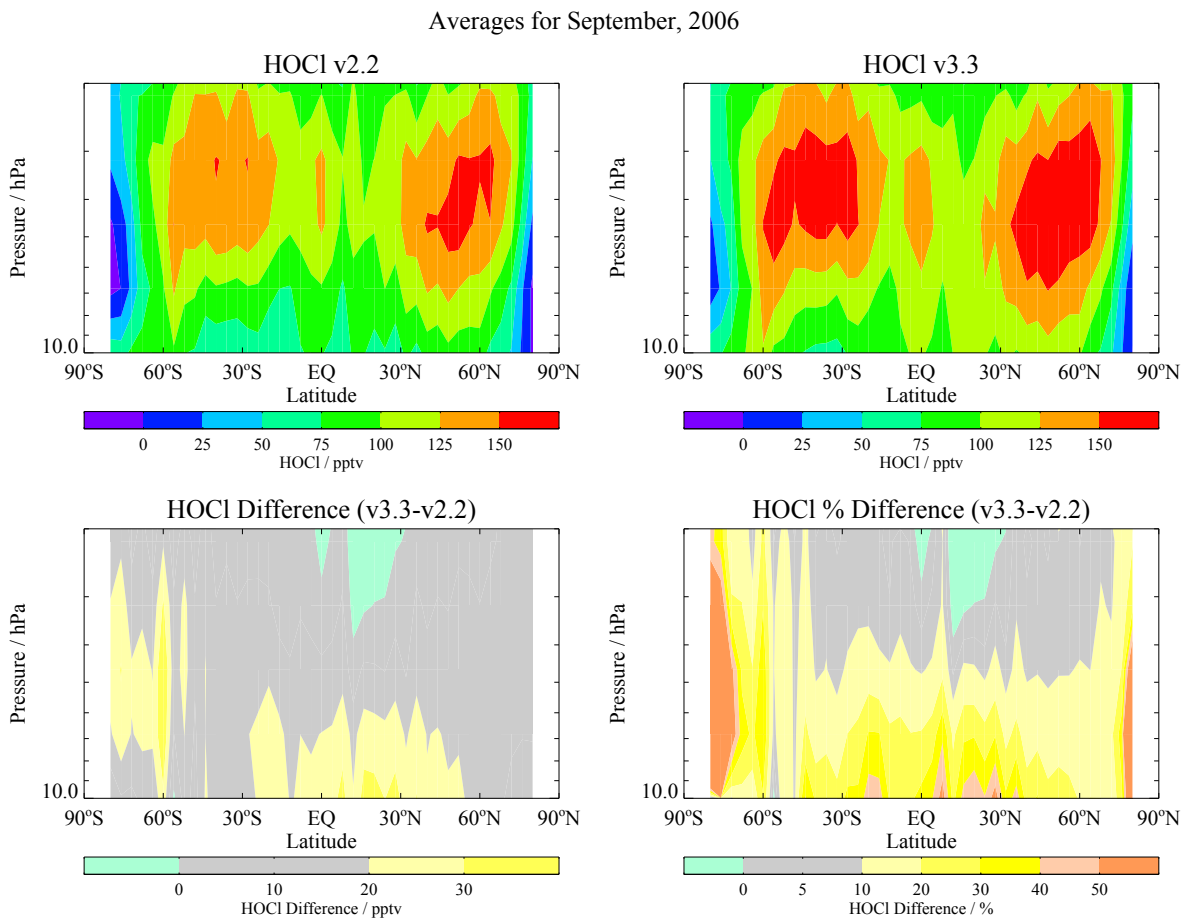 Averages for September, 2006
HOCl v2.2
Pressure / hPa
10.0
90ºS 60ºS 30ºS EQ 30ºN 60ºN 90ºN
Latitude
0 25 50 75 100 125 150
HOCl / pptv
HOCl v3.3
Pressure / hPa
10.0
90ºS 60ºS 30ºS EQ 30ºN 60ºN 90ºN
Latitude
0 25 50 75 100 125 150
HOCl / pptv
HOCl Difference (v3.3-v2.2)
Pressure / hPa
10.0
90ºS 60ºS 30ºS EQ 30ºN 60ºN 90ºN
Latitude
0 10 20 30
HOCl Difference / pptv
HOCl % Difference (v3.3-v2.2)
Pressure / hPa
10.0
90ºS 60ºS 30ºS EQ 30ºN 60ºN 90ºN
Latitude
0 5 10 20 30 40 50
HOCl Difference / %